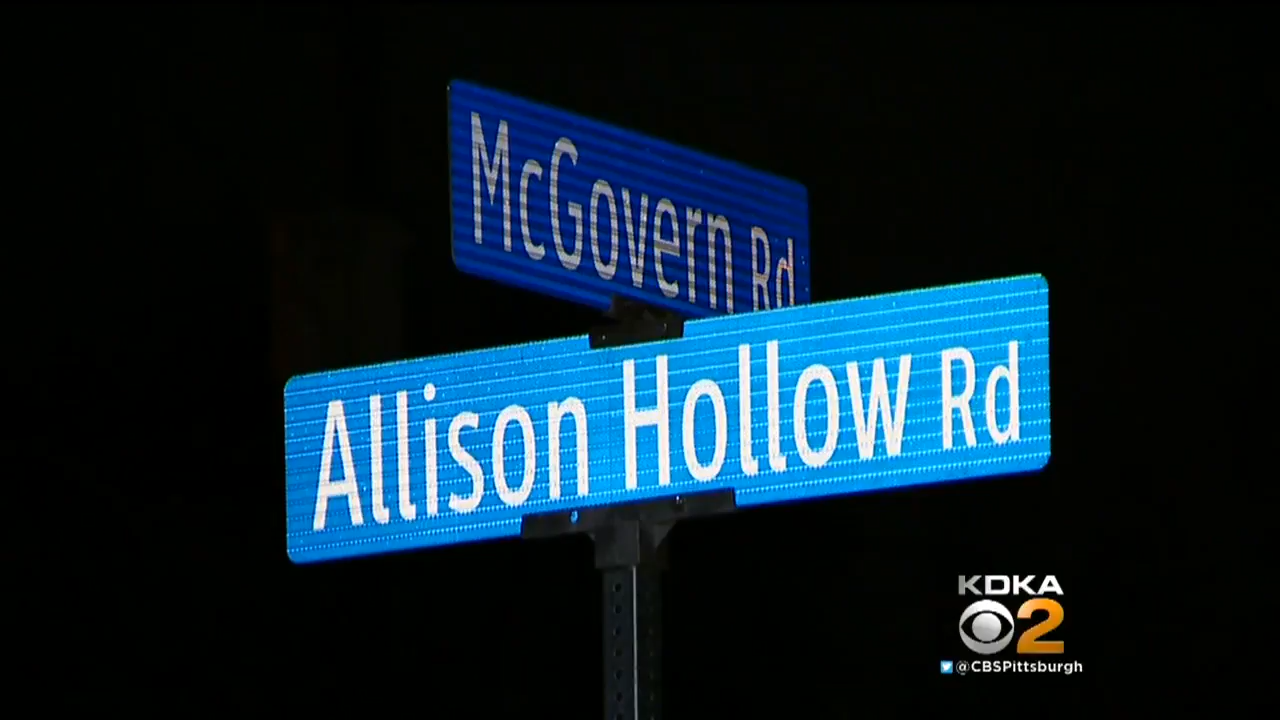 McGovern Rd
Allison Hollow Rd
KDKA
2
@CBSPittsburgh